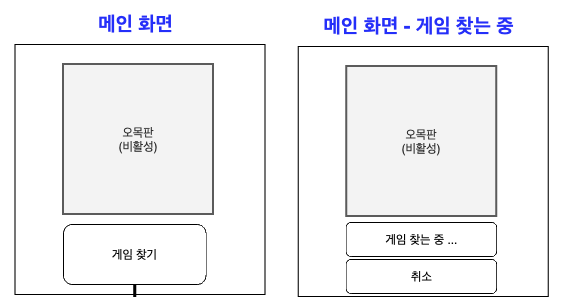 메인 화면
오목판
(비활성)
게임 찾기
메인 화면 - 게임 찾는 중
오목판
(비활성)
게임 찾는 중 ...
취소